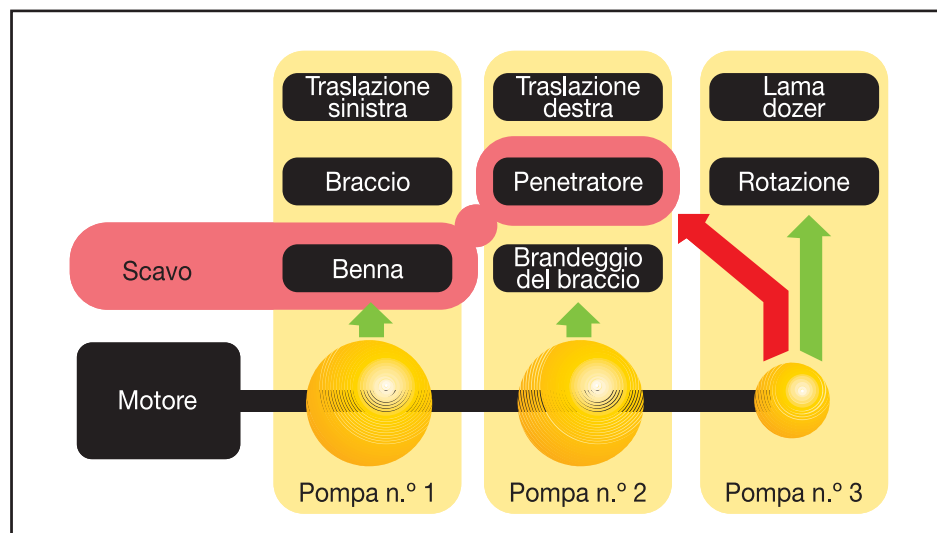 Traslazione
sinistra
Traslazione
destra
Lama
dozer
Braccio
Penetratore
Rotazione
Scavo
Benna
Brandeggio
del braccio
Motore
Pompa n.º 1
Pompa n.º 2
Pompa n.º 3